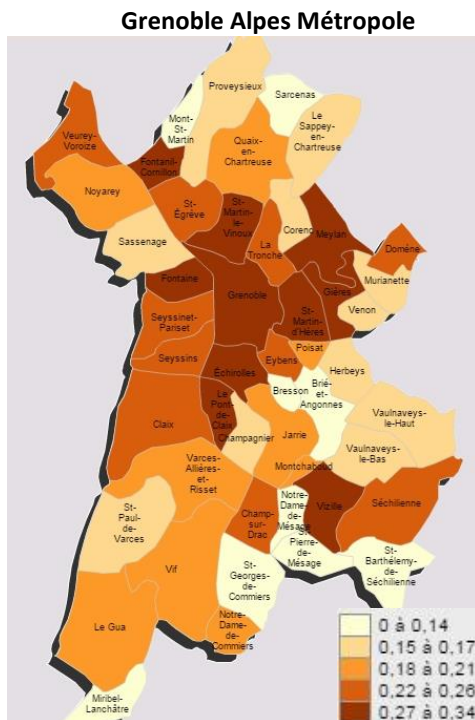 Grenoble Alpes Métropole
Proveysieux
Sarcenas
Mont-
St-
Martin
Le
Sappey-
en-
Chartreuse
Veurey-
Voroize
Quaix-
en-
Chartreuse
Fontanil-
Cornillon
Noyarey
St-
Égrève
St-
Martin-
le-
Vinoux
Corenc
Meylan
Sassenage
La
Tronche
Domène
Murianette
Fontaine
Grenoble
Gières
Venon
St-
Martin-
d'Hères
Seyssinet-
Pariset
Poisat
Seyssins
Échirolles
Eybens
Herbeys
Bresson
Brié-
et-
Angonnes
Le
Pont-
de-
Claix
Claix
Champagnier
Jarrie
Vaulnaveys-
le-Haut
Vaulnaveys-
le-Bas
Varces-
Allières-
et-
Risset
Montchaboud
Notre-
Dame-
de-
Mésage
Vizille
Séchilienne
St-
Paul-
de-
Varces
Champ-
sur-
Drac
St-
Pierre-
de-
Mésage
St-
Barthélemy-
de-
Séchilienne
Vif
St-
Georges-
de-
Commiers
Le Gua
Notre-
Dame-
de-
Commiers
Miribel-
Lanchâtre
0 à 0,14
0,15 à 0,17
0,18 à 0,21
0,22 à 0,26
0,27 à 0,34